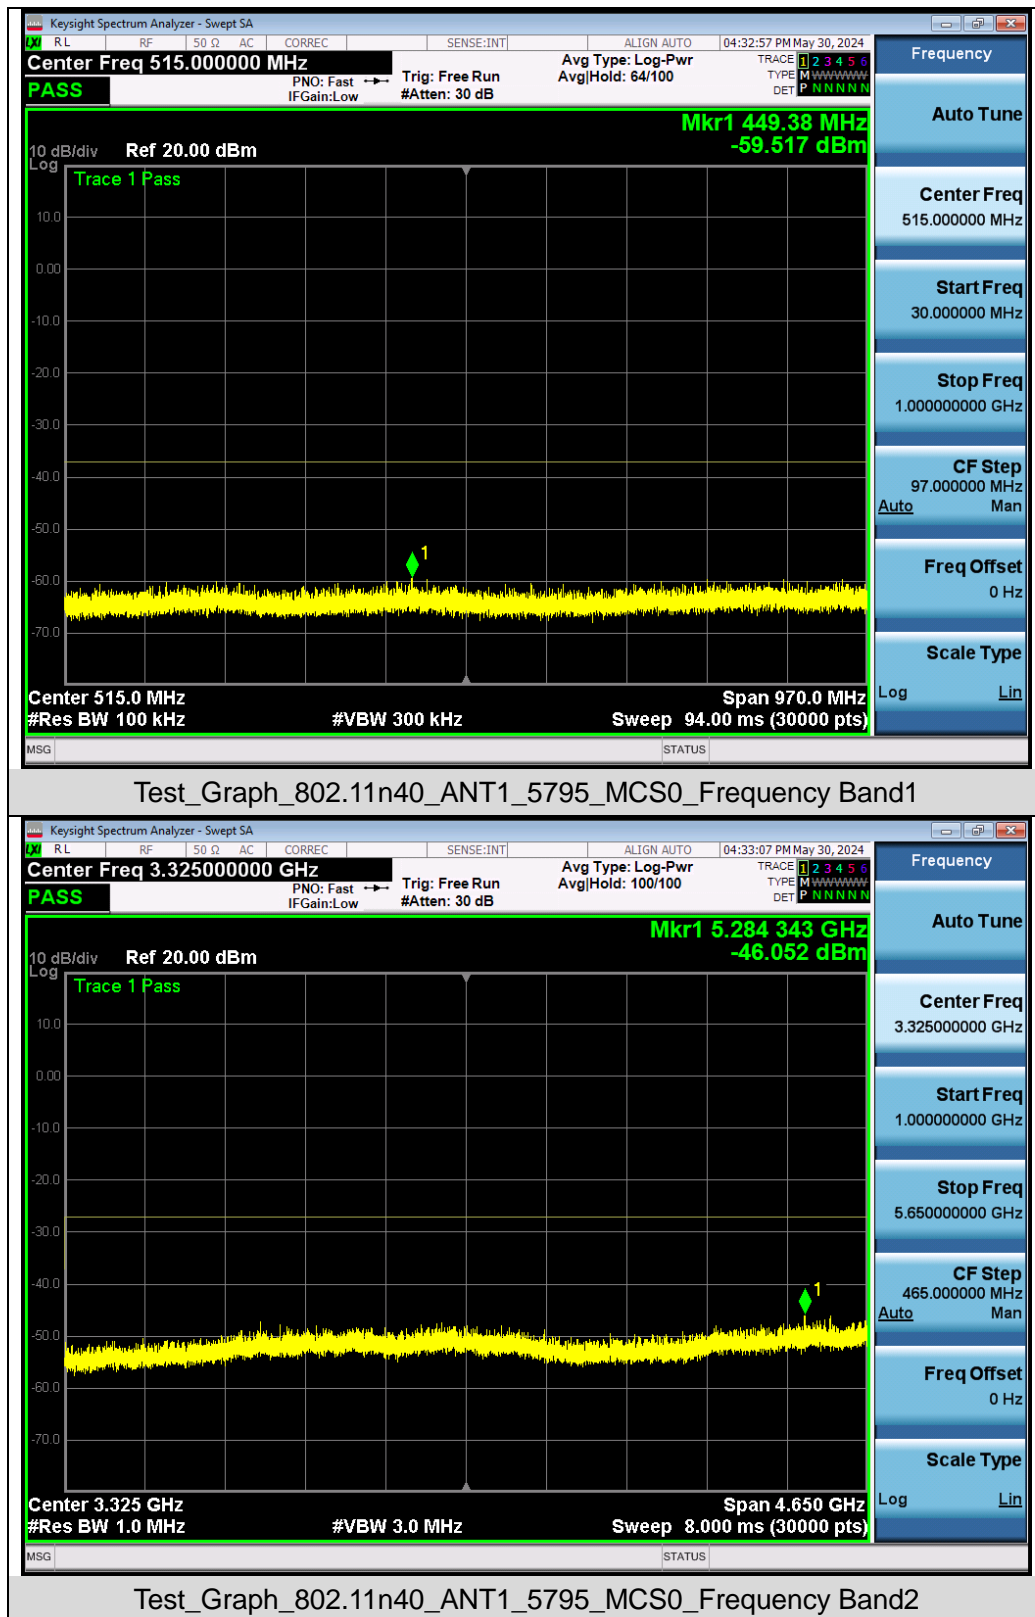 Keysight Spectrum Analyzer - Swept SA
LXI RL RF 50 Ω AC CORREC SENSE:INT ALIGN AUTO 04:32:57 PM May 30, 2024
Center Freq 515.000000 MHz
PASS
PNO: Fast
IFGain:Low
Trig: Free Run
#Atten: 30 dB
Avg Type: Log-Pwr
Avg|Hold: 64/100
TRACE 1 2 3 4 5 6
TYPE M W W W W W
DET P N N N N N
Mkr1 449.38 MHz
-59.517 dBm
10 dB/div Ref 20.00 dBm
Log
Trace 1 Pass
10.0
0.00
-10.0
-20.0
-30.0
-40.0
-50.0
-60.0
-70.0
1
Center 515.0 MHz Span 970.0 MHz
#Res BW 100 kHz #VBW 300 kHz Sweep 94.00 ms (30000 pts)
MSG STATUS
Frequency
Auto Tune
Center Freq
515.000000 MHz
Start Freq
30.000000 MHz
Stop Freq
1.000000000 GHz
CF Step
97.000000 MHz
Auto Man
Freq Offset
0 Hz
Scale Type
Log Lin
Test_Graph_802.11n40_ANT1_5795_MCS0_Frequency Band1
Keysight Spectrum Analyzer - Swept SA
LXI RL RF 50 Ω AC CORREC SENSE:INT ALIGN AUTO 04:33:07 PM May 30, 2024
Center Freq 3.325000000 GHz
PASS
PNO: Fast
IFGain:Low
Trig: Free Run
#Atten: 30 dB
Avg Type: Log-Pwr
Avg|Hold: 100/100
TRACE 1 2 3 4 5 6
TYPE M W W W W W
DET P N N N N N
Mkr1 5.284 343 GHz
-46.052 dBm
10 dB/div Ref 20.00 dBm
Log
Trace 1 Pass
10.0
0.00
-10.0
-20.0
-30.0
-40.0
-50.0
-60.0
-70.0
1
Center 3.325 GHz Span 4.650 GHz
#Res BW 1.0 MHz #VBW 3.0 MHz Sweep 8.000 ms (30000 pts)
MSG STATUS
Frequency
Auto Tune
Center Freq
3.325000000 GHz
Start Freq
1.000000000 GHz
Stop Freq
5.650000000 GHz
CF Step
465.000000 MHz
Auto Man
Freq Offset
0 Hz
Scale Type
Log Lin
Test_Graph_802.11n40_ANT1_5795_MCS0_Frequency Band2